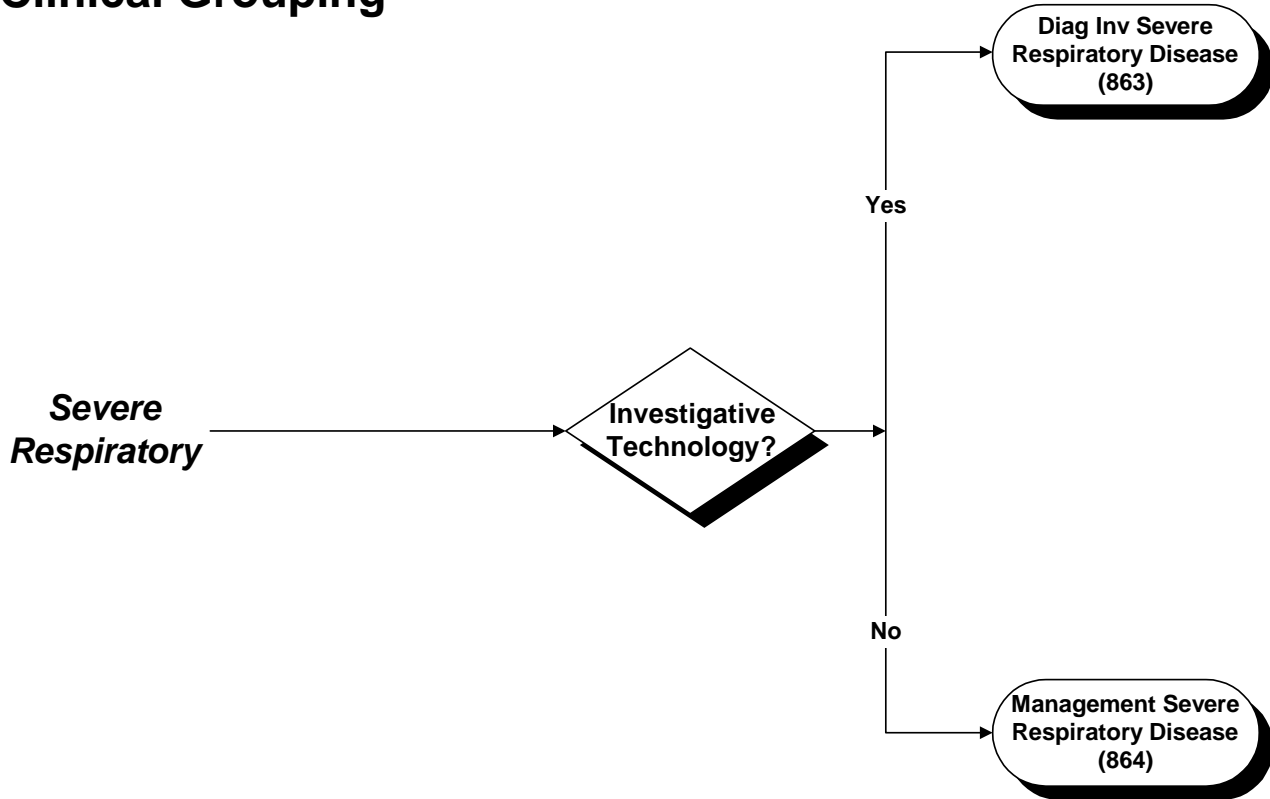 Clinical Grouping
Diag Inv Severe
Respiratory Disease
(863)
Yes
Severe
Respiratory
Investigative
Technology?
No
Management Severe
Respiratory Disease
(864)